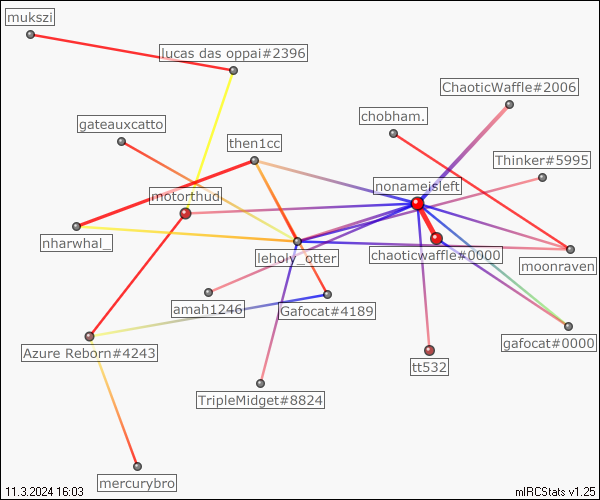 mukszi
lucas das oppai#2396
ChaoticWaffle#2006
chobham.
gateauxcatto
then1cc
Thinker#5995
nonameisleft
motorthud
nharwhal_
leholy_otter
chaoticwaffle#0000
moonraven
amah1246
Gafocat#4189
gafocat#0000
Azure Reborn#4243
tt532
TripleMidget#8824
mercurybro
11.3.2024 16:03
mIRCStats v1.25